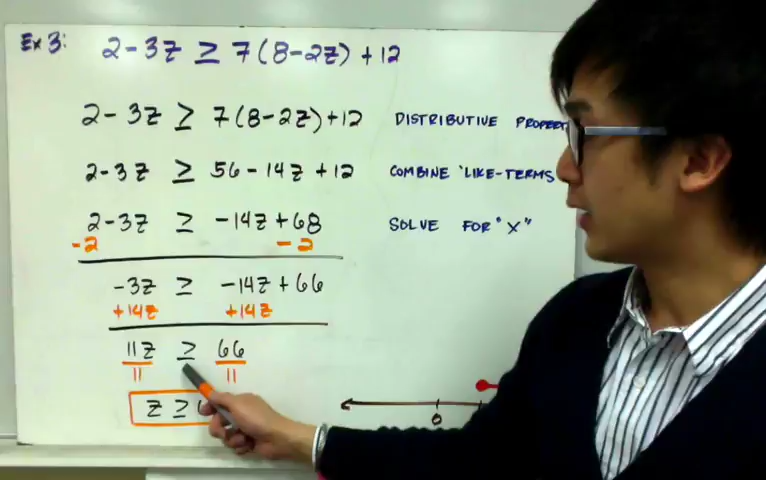 Ex 3: 2-3z ≥ 7(8-2z)+12
2-3z ≥ 7(8-2z)+12 DISTRIBUTIVE
2-3z ≥ 56-14z+12 COMBINE "LIKE-TERMS
2-3z ≥ -14z+68 SOLVE FOR "X"
-2 -2
-3z ≥ -14z+66
+14z +14z
11z ≥ 66
11 11
z ≥
0